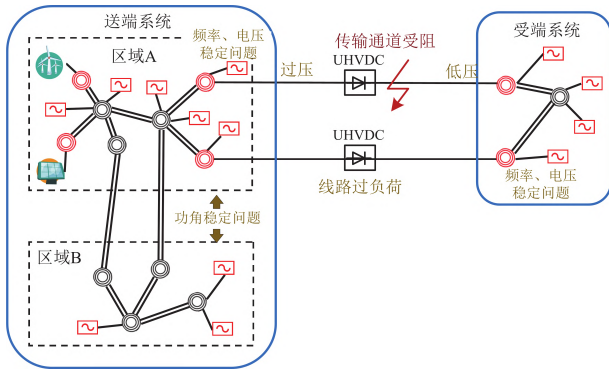 送端系统
受端系统
区域A
频率、电压
稳定问题
传输通道受阻
过压
UHVDC
低压
UHVDC
线路过负荷
频率、电压
稳定问题
功角稳定问题
区域B